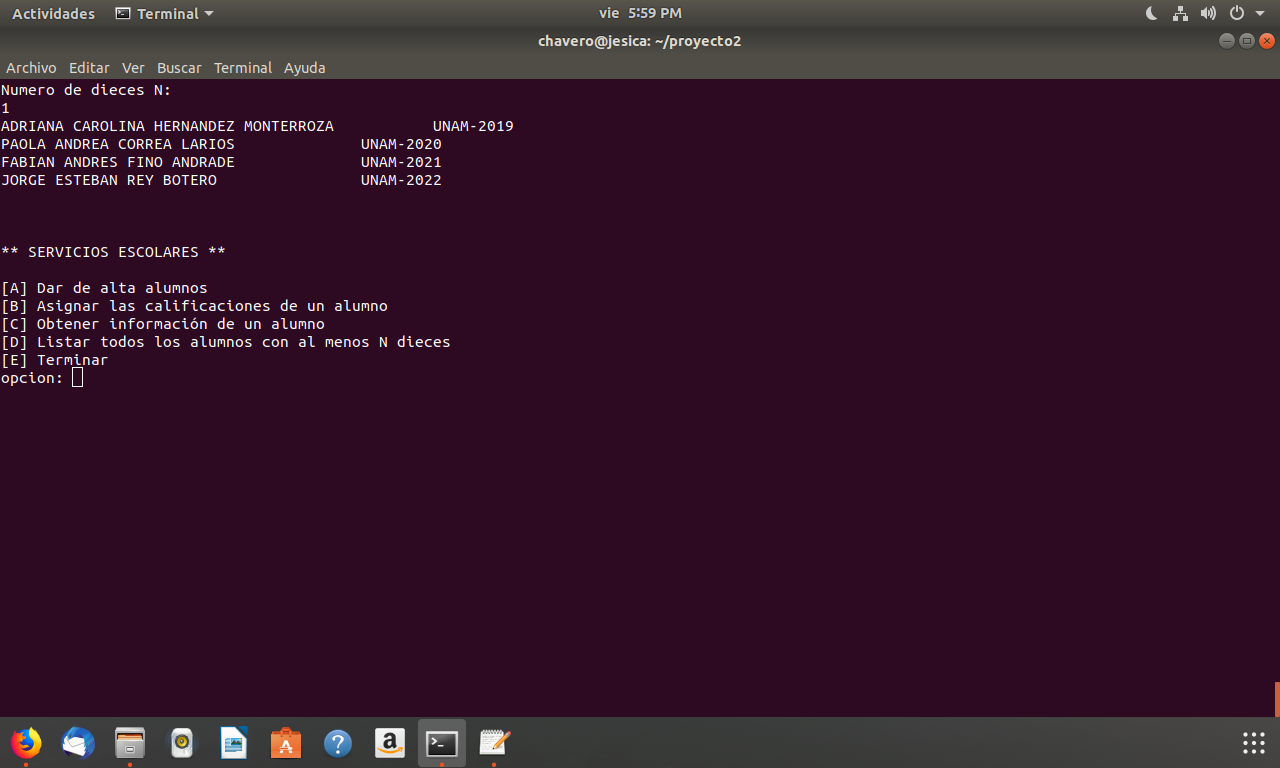 Actividades Terminal vie 5:59 PM
chavero@jesica: ~/proyecto2
Archivo Editar Ver Buscar Terminal Ayuda
Numero de dieces N:
1
ADRIANA CAROLINA HERNANDEZ MONTERROZA UNAM-2019
PAOLA ANDREA CORREA LARIOS UNAM-2020
FABIAN ANDRES FINO ANDRADE UNAM-2021
JORGE ESTEBAN REY BOTERO UNAM-2022
** SERVICIOS ESCOLARES **
[A] Dar de alta alumnos
[B] Asignar las calificaciones de un alumno
[C] Obtener información de un alumno
[D] Listar todos los alumnos con al menos N dieces
[E] Terminar
opcion: